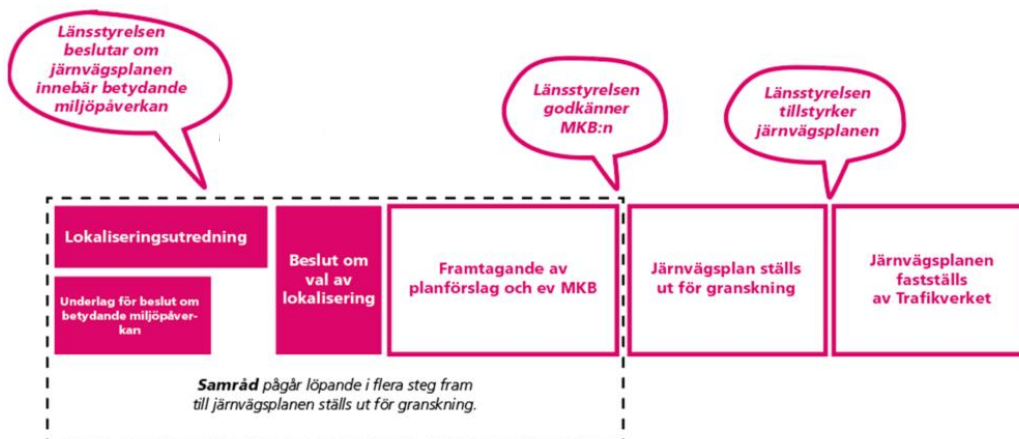 Länsstyrelsen
beslutar om
järnvägsplanen
innebär betydande
miljöpåverkan
Länsstyrelsen
godkänner
MKB:n
Länsstyrelsen
tillstyrker
järnvägsplanen
Lokaliseringsutredning
Underlag för beslut om
betydande miljöpåver-
kan
Beslut om
val av
lokalisering
Framtagande av
planförslag och ev MKB
Järnvägsplan ställs
ut för granskning
Järnvägsplanen
fastställs
av Trafikverket
Samråd pågår löpande i flera steg fram
till järnvägsplanen ställs ut för granskning.